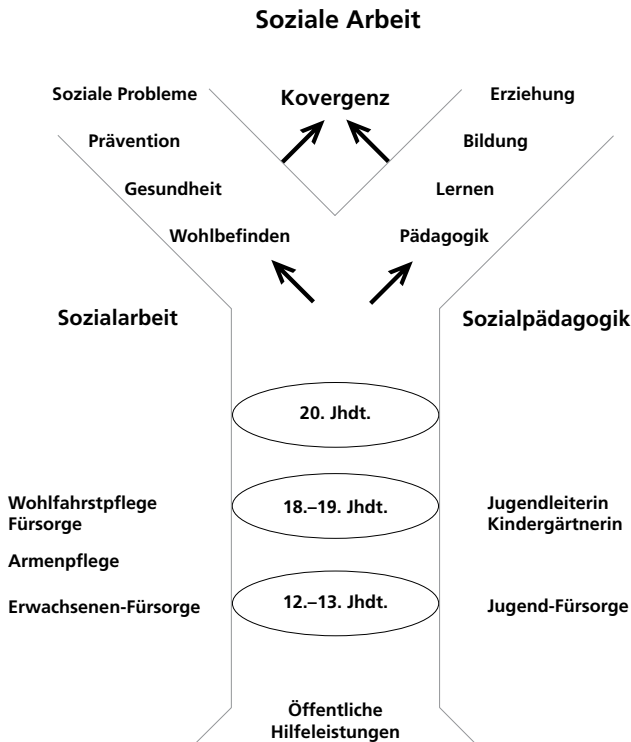 Soziale Arbeit
Soziale Probleme
Kovergenz
Erziehung
Prävention
Bildung
Gesundheit
Lernen
Wohlbefinden
Pädagogik
Sozialarbeit
Sozialpädagogik
20. Jhdt.
Wohlfahrstpflege
Fürsorge
18.–19. Jhdt.
Jugendleiterin
Kindergärtnerin
Armenpflege
Erwachsenen-Fürsorge
12.–13. Jhdt.
Jugend-Fürsorge
Öffentliche
Hilfeleistungen